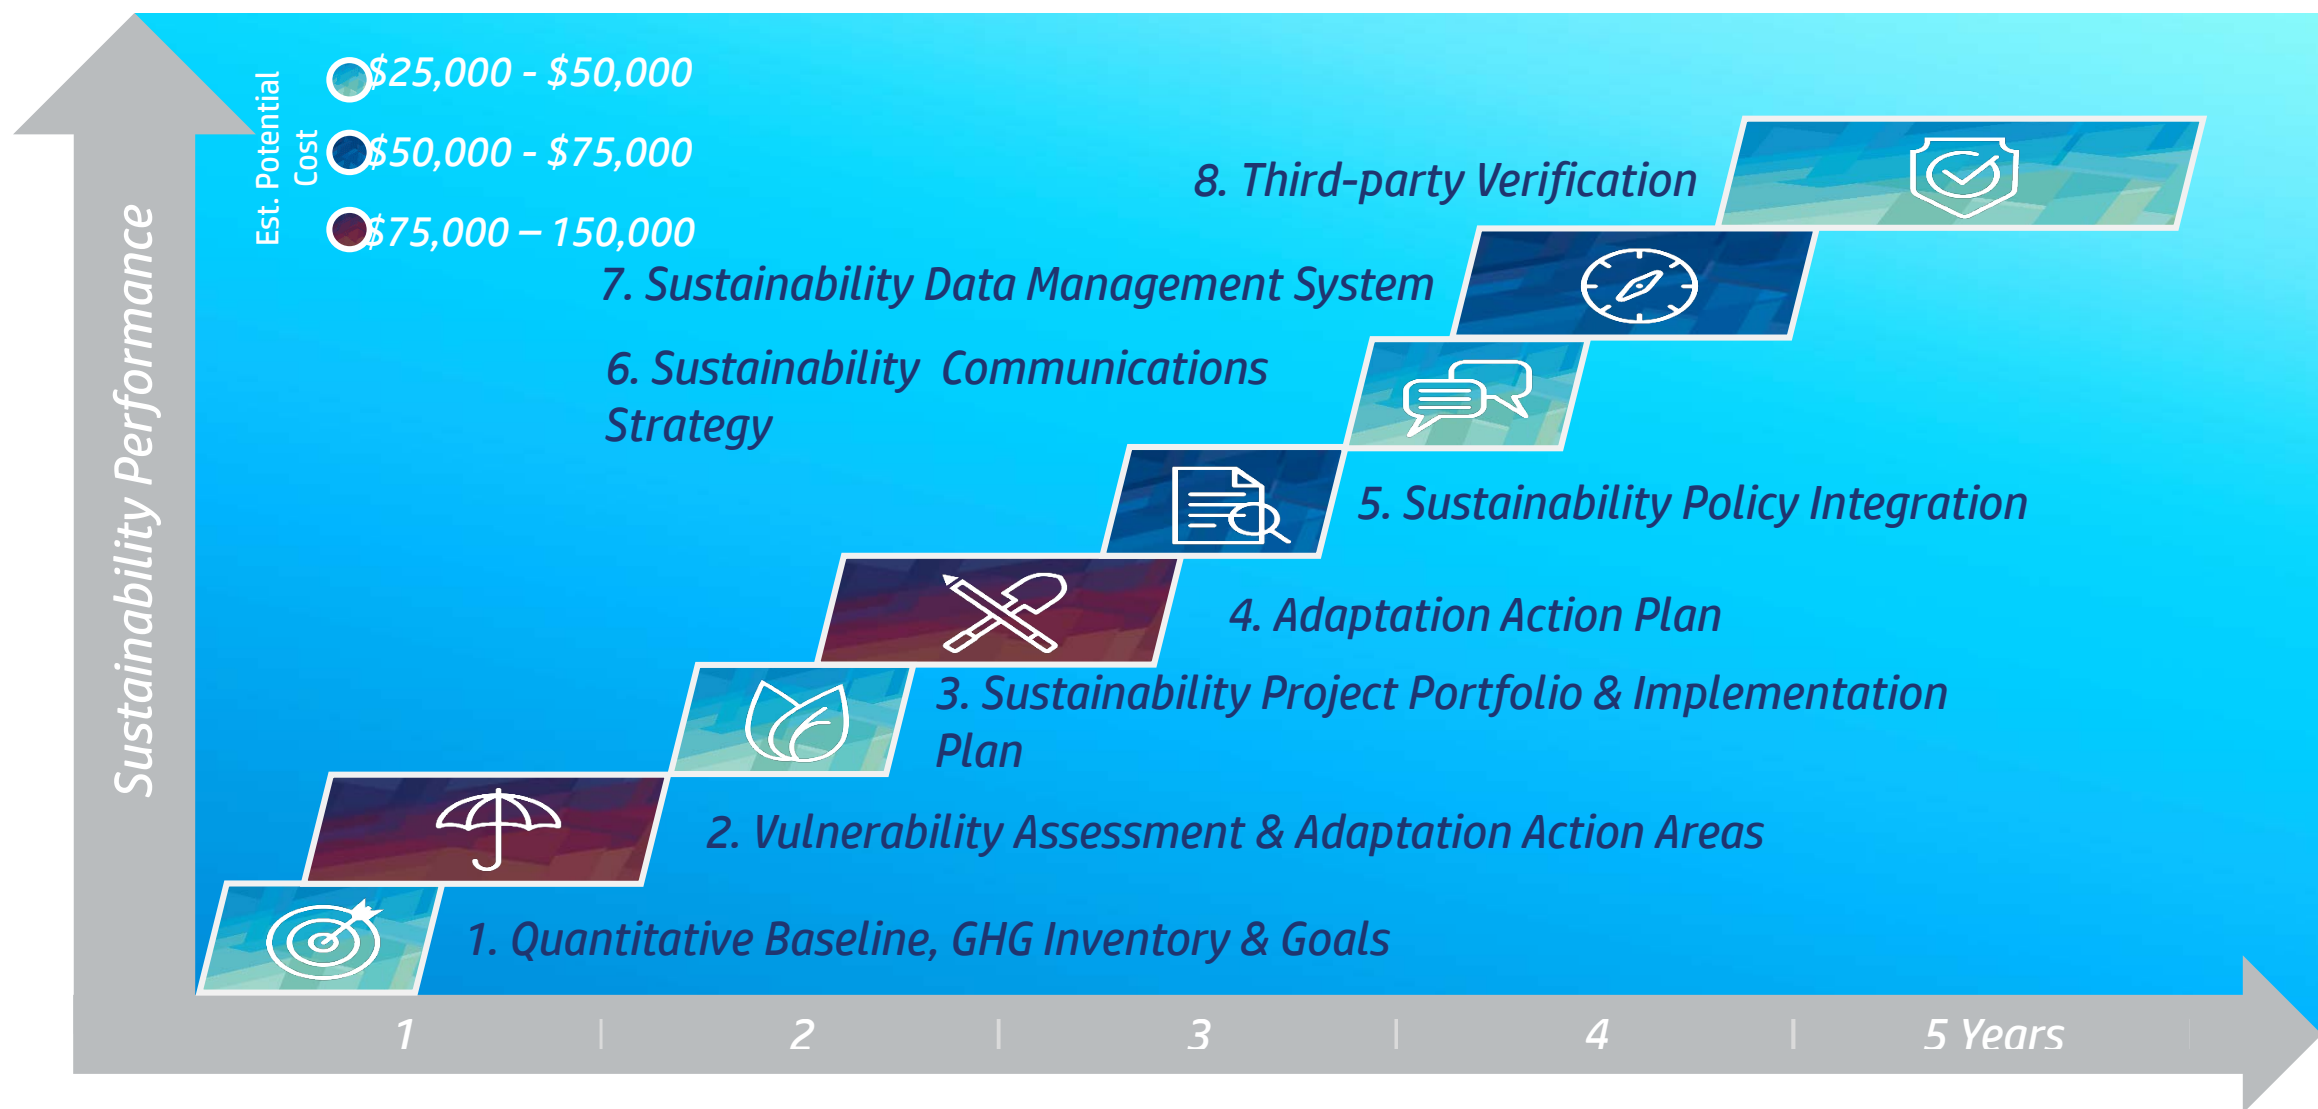 Sustainability Performance
Est. Potential
Cost
$25,000 - $50,000
$50,000 - $75,000
$75,000 – 150,000
8. Third-party Verification
7. Sustainability Data Management System
6. Sustainability  Communications
Strategy
5. Sustainability Policy Integration
4. Adaptation Action Plan
3. Sustainability Project Portfolio & Implementation
Plan
2. Vulnerability Assessment & Adaptation Action Areas
1. Quantitative Baseline, GHG Inventory & Goals
1 | 2 | 3 | 4 | 5 Years